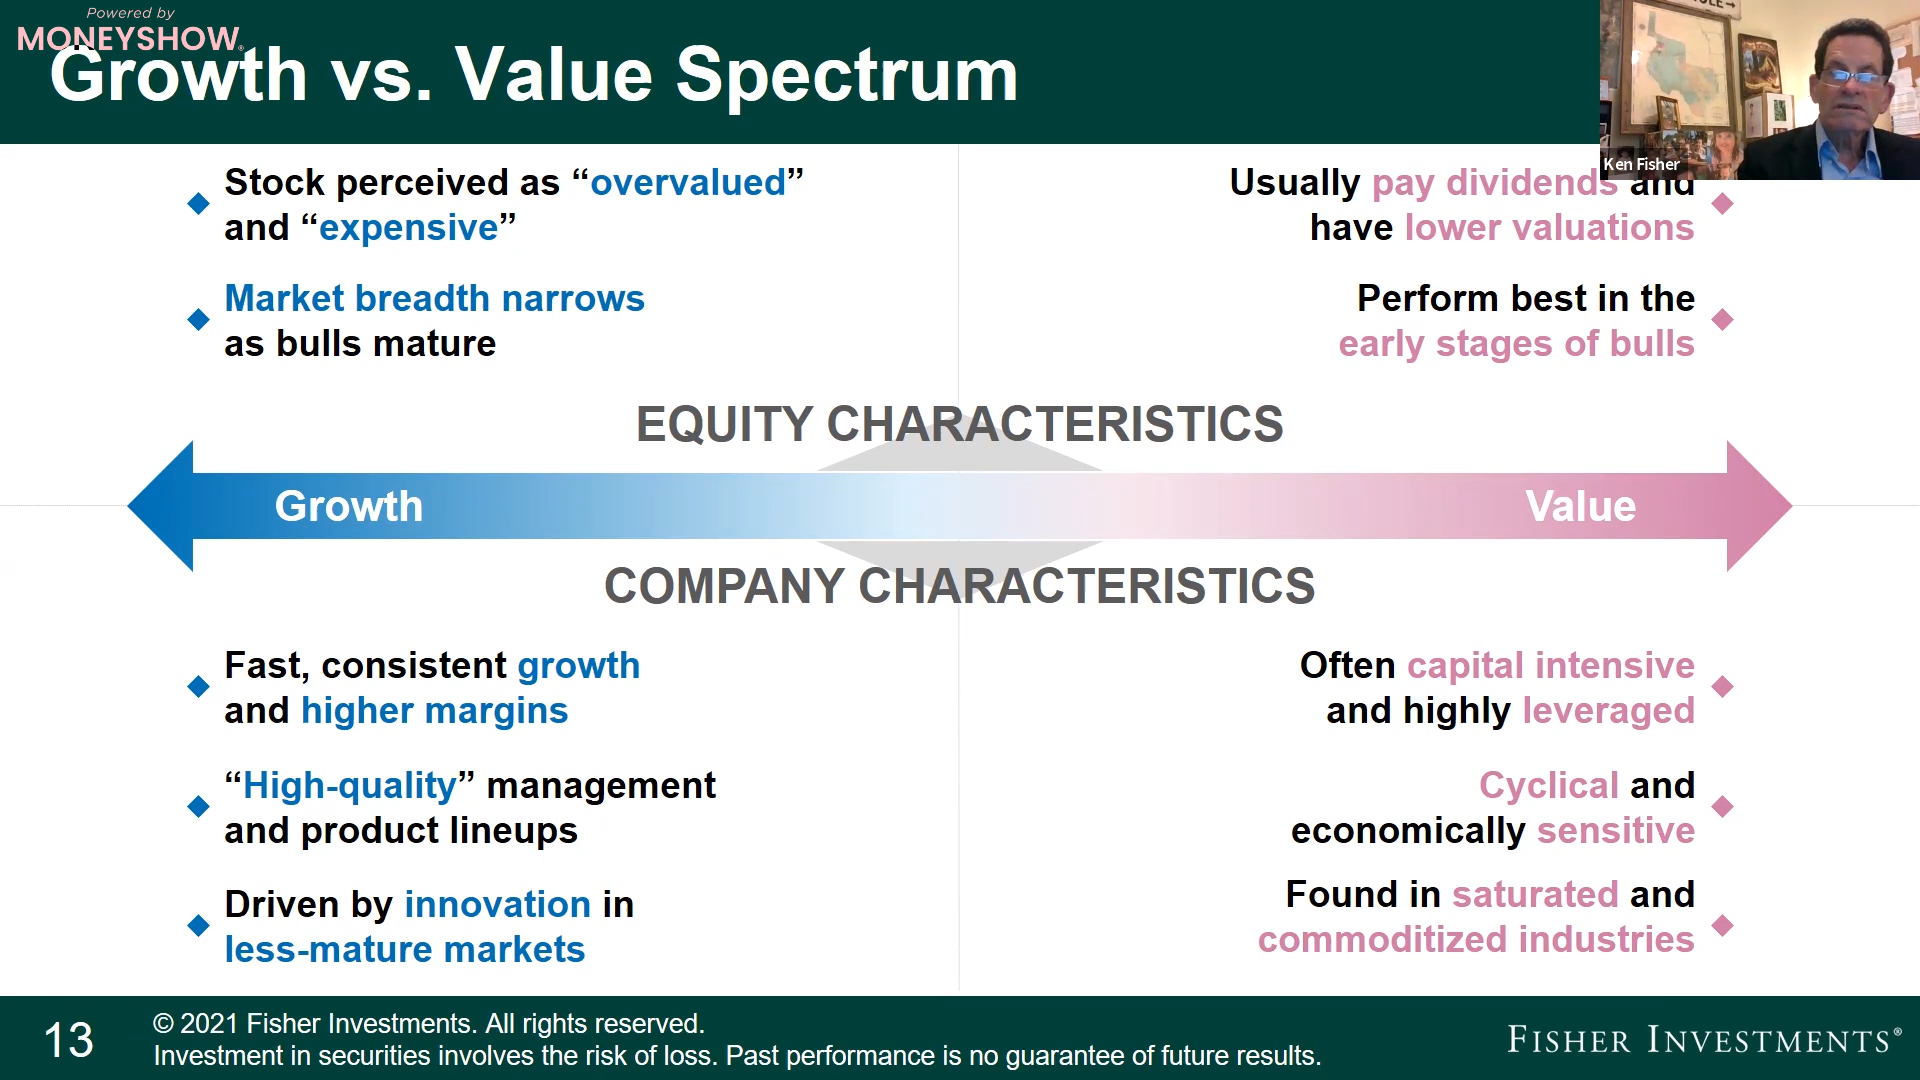 Powered by
MONEYSHOW
Growth vs. Value Spectrum
Ken Fisher
Stock perceived as “overvalued”
and “expensive”
Market breadth narrows
as bulls mature
Usually pay dividends and
have lower valuations
Perform best in the
early stages of bulls
EQUITY CHARACTERISTICS
Growth
Value
COMPANY CHARACTERISTICS
Fast, consistent growth
and higher margins
“High-quality” management
and product lineups
Driven by innovation in
less-mature markets
Often capital intensive
and highly leveraged
Cyclical and
economically sensitive
Found in saturated and
commoditized industries
13
© 2021 Fisher Investments. All rights reserved.
Investment in securities involves the risk of loss. Past performance is no guarantee of future results.
FISHER INVESTMENTS®